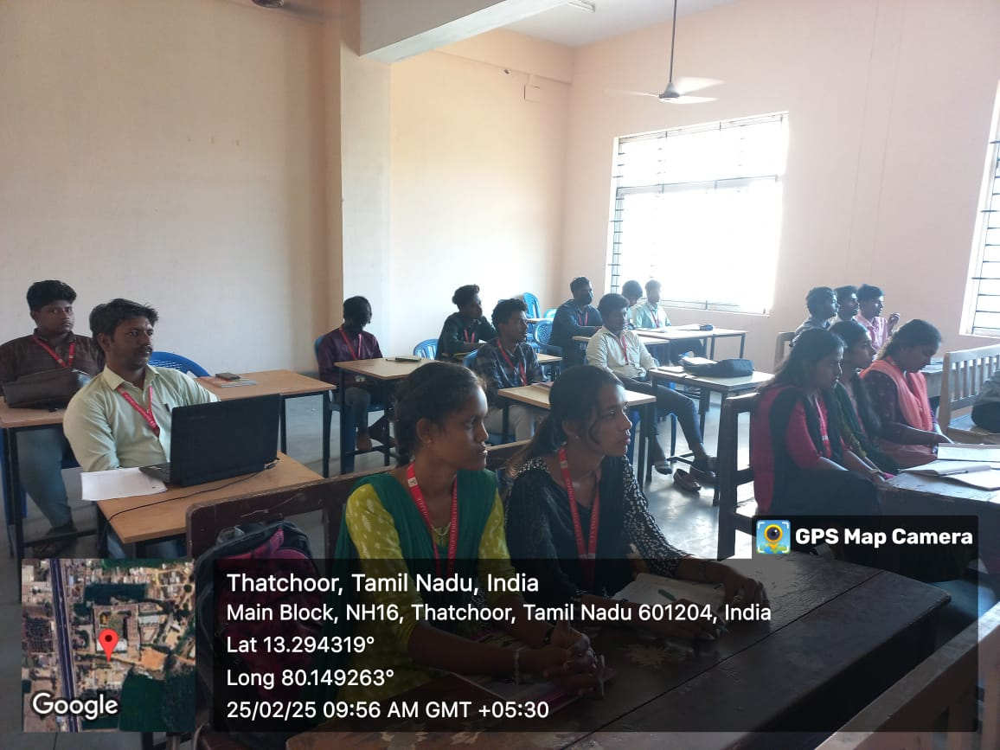 GPS Map Camera
Thatchoor, Tamil Nadu, India
Main Block, NH16, Thatchoor, Tamil Nadu 601204, India
Lat 13.294319°
Long 80.149263°
25/02/25 09:56 AM GMT +05:30
Google